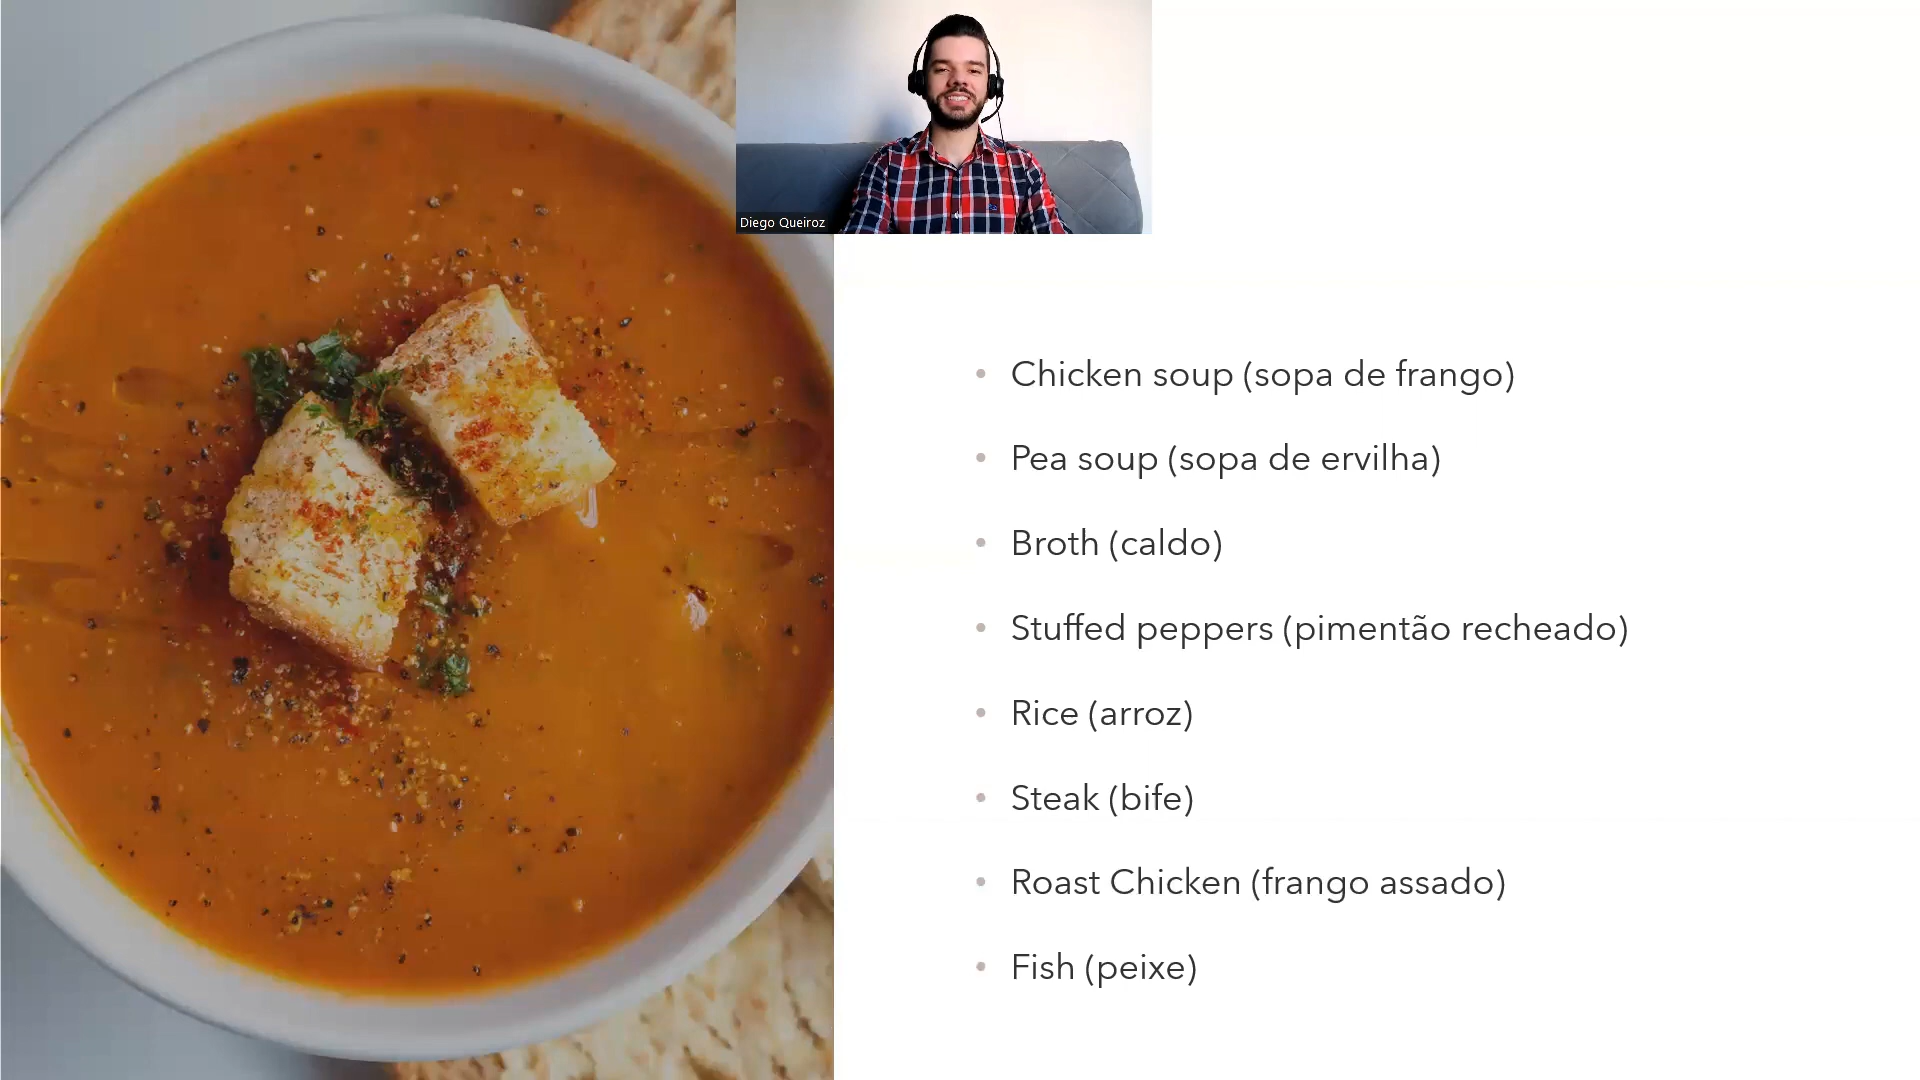 Diego Queiroz
• Chicken soup (sopa de frango)
• Pea soup (sopa de ervilha)
• Broth (caldo)
• Stuffed peppers (pimentão recheado)
• Rice (arroz)
• Steak (bife)
• Roast Chicken (frango assado)
• Fish (peixe)